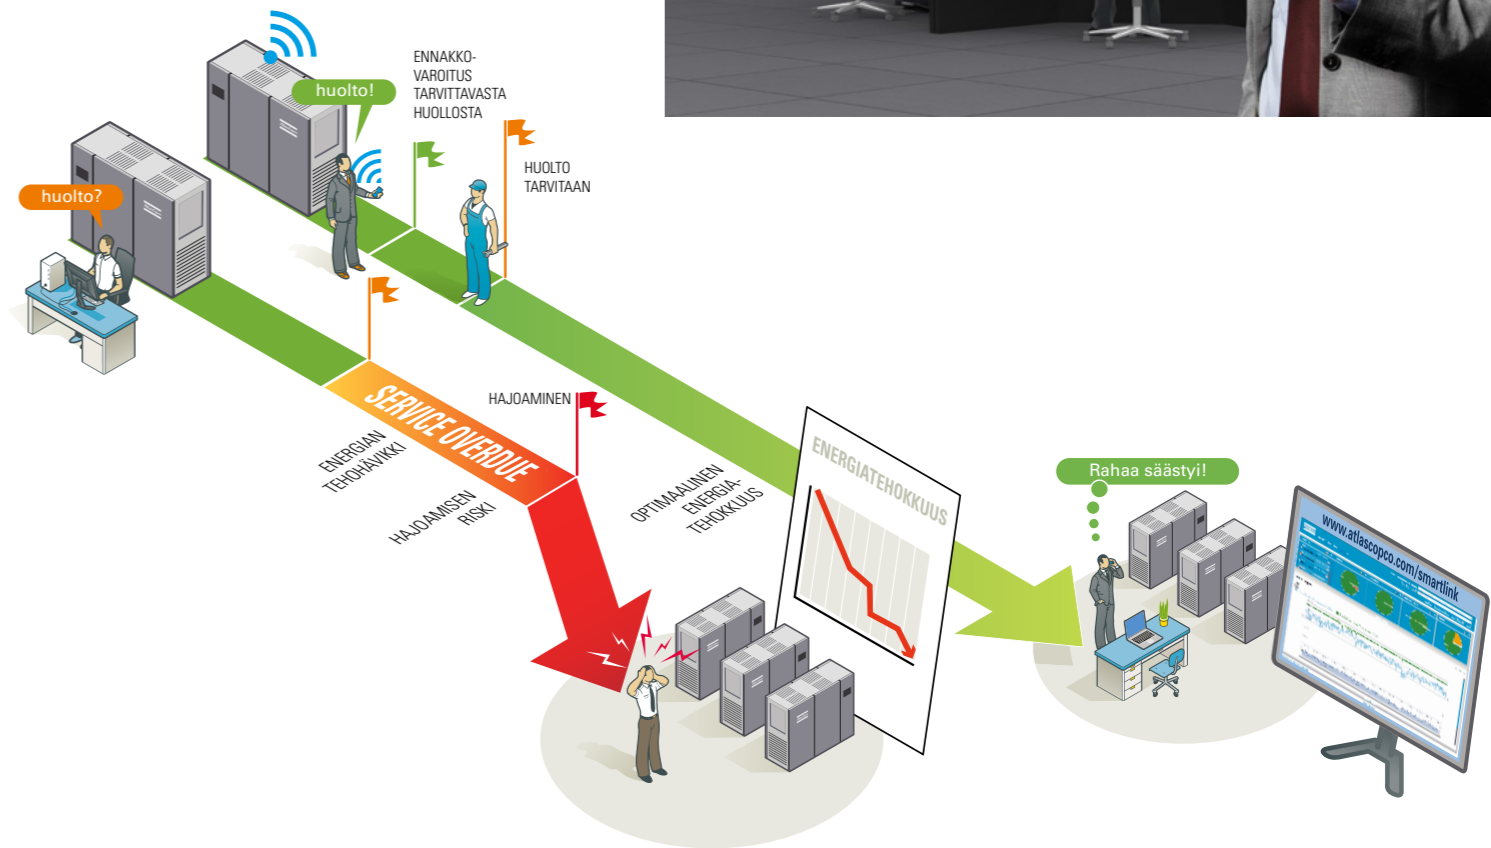 ENNAKKO-
VAROITUS
TARVITTAVASTA
HUOLLOSTA
huolto!
HUOLTO
TARVITAAN
huolto?
SERVICE OVERDUE
HAJOAMINEN
ENERGIAN
TEHOHÄVIKKI
HAJOAMISEN
RISKI
OPTIMAALINEN
ENERGIA-
TEHOKKUUS
ENERGIATEHOKKUUS
Rahaa säästyi!
www.atlascopco.com/smartlink